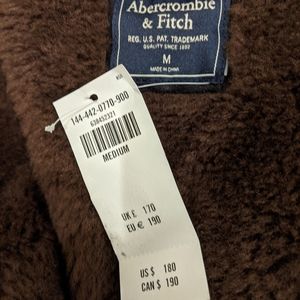 Abercrombie
& Fitch
REG. U.S. PAT. TRADEMARK
QUALITY SINCE 1892
M
MADE IN CHINA
144-442-0770-900
MEDIUM
UK £ 170
EU € 190
US $ 180
CAN $ 190